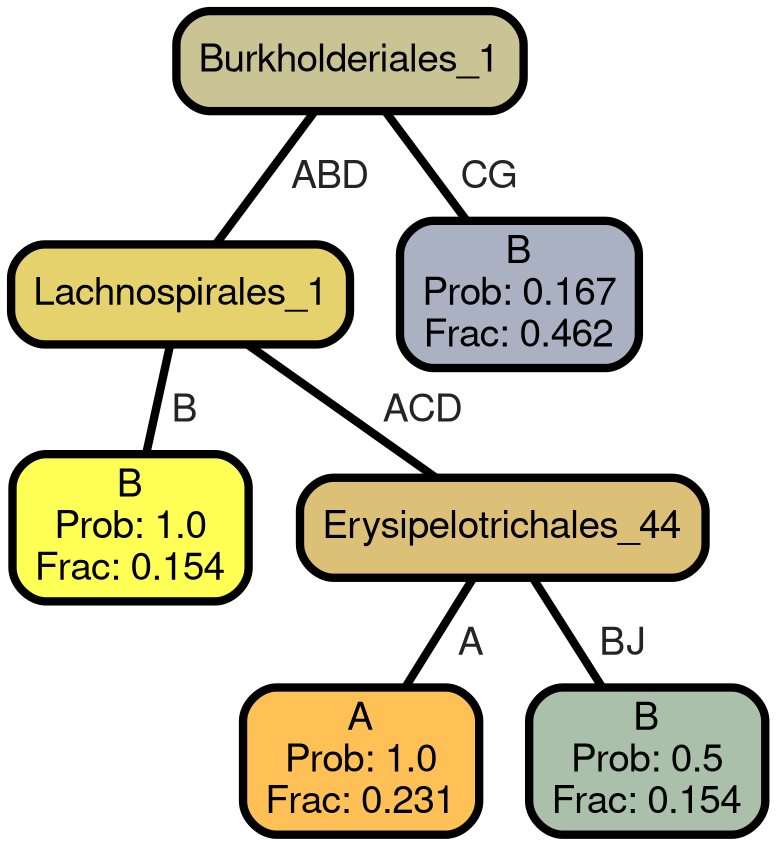 Burkholderiales_1
ABD
CG
Lachnospirales_1
B
Prob: 0.167
Frac: 0.462
B
ACD
B
Prob: 1.0
Frac: 0.154
Erysipelotrichales_44
A
BJ
A
Prob: 1.0
Frac: 0.231
B
Prob: 0.5
Frac: 0.154